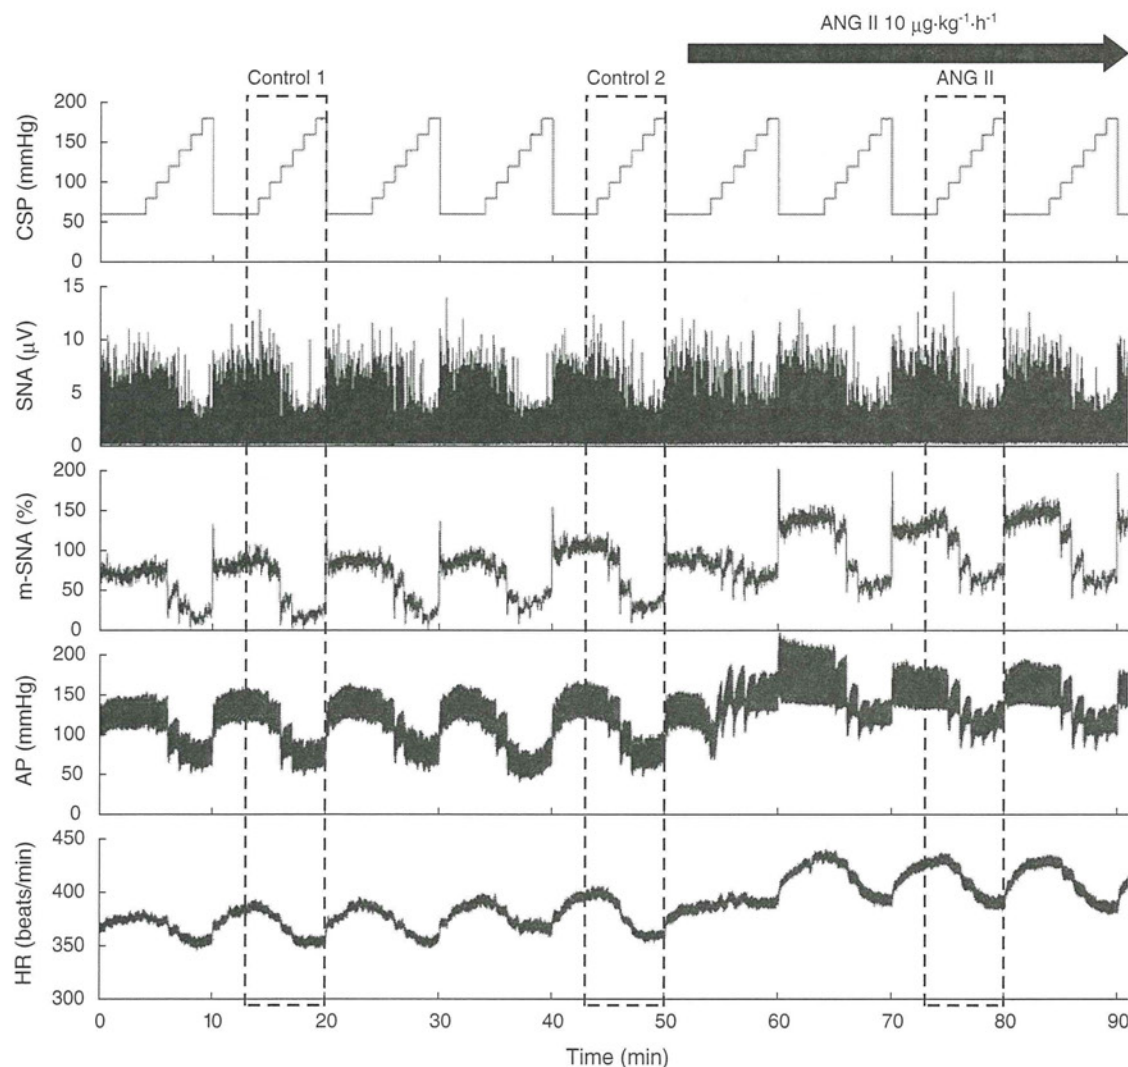 ANG II 10 µg·kg⁻¹·h⁻¹
Control 1
Control 2
ANG II
CSP (mmHg)
200
150
100
50
0
SNA (µV)
15
10
5
0
m-SNA (%)
200
150
100
50
0
AP (mmHg)
200
150
100
50
0
HR (beats/min)
450
400
350
300
0 10 20 30 40 50 60 70 80 90
Time (min)